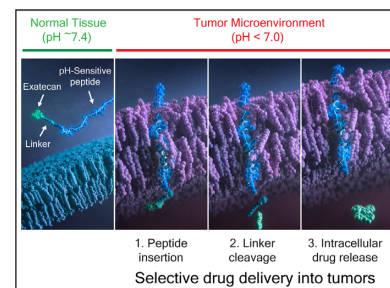 Normal Tissue
(pH ~7.4)
Tumor Microenvironment
(pH < 7.0)
pH-Sensitive
peptide
Exatecan
Linker
1. Peptide
insertion
2. Linker
cleavage
3. Intracellular
drug release
Selective drug delivery into tumors